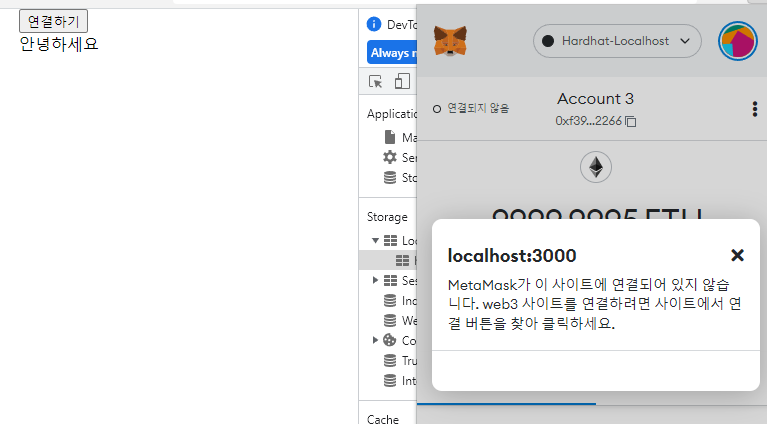 연결하기
안녕하세요
DevTo
Always n
Application
Ma
Ser
Sto
Storage
Loc
Ses
Ind
We
Co
Tru
Inte
Cache
Hardhat-Localhost
연결되지 않음
Account 3
0xf39...2266
9999.9995 ETH
localhost:3000
MetaMask가 이 사이트에 연결되어 있지 않습
니다. web3 사이트를 연결하려면 사이트에서 연
결 버튼을 찾아 클릭하세요.